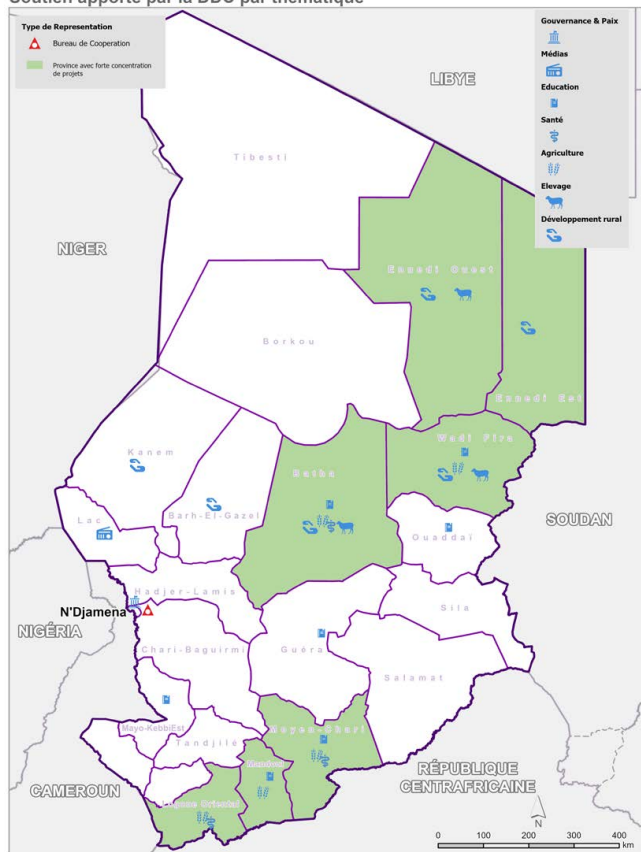 Soutien apporté par la DDC par thématique
Type de Representation
Bureau de Cooperation
Province avec forte concentration
de projets
Gouvernance & Paix
Médias
Education
Santé
Agriculture
Elevage
Développement rural
LIBYE
Tibesti
NIGER
Ennedi Ouest
Borkou
Ennedi Est
Wadi Fira
Kanem
Batha
Barh-El-Gazel
Lac
Ouaddaï
SOUDAN
Hadjer-Lamis
N'Djamena
Sila
NIGÉRIA
Chari-Baguirmi
Guéra
Salamat
Mayo-KebbiEst
Moyen-Chari
Tandjilé
Mandoul
CAMEROUN
Logone Oriental
RÉPUBLIQUE
CENTRAFRICAINE
N
0 100 200 300 400
km